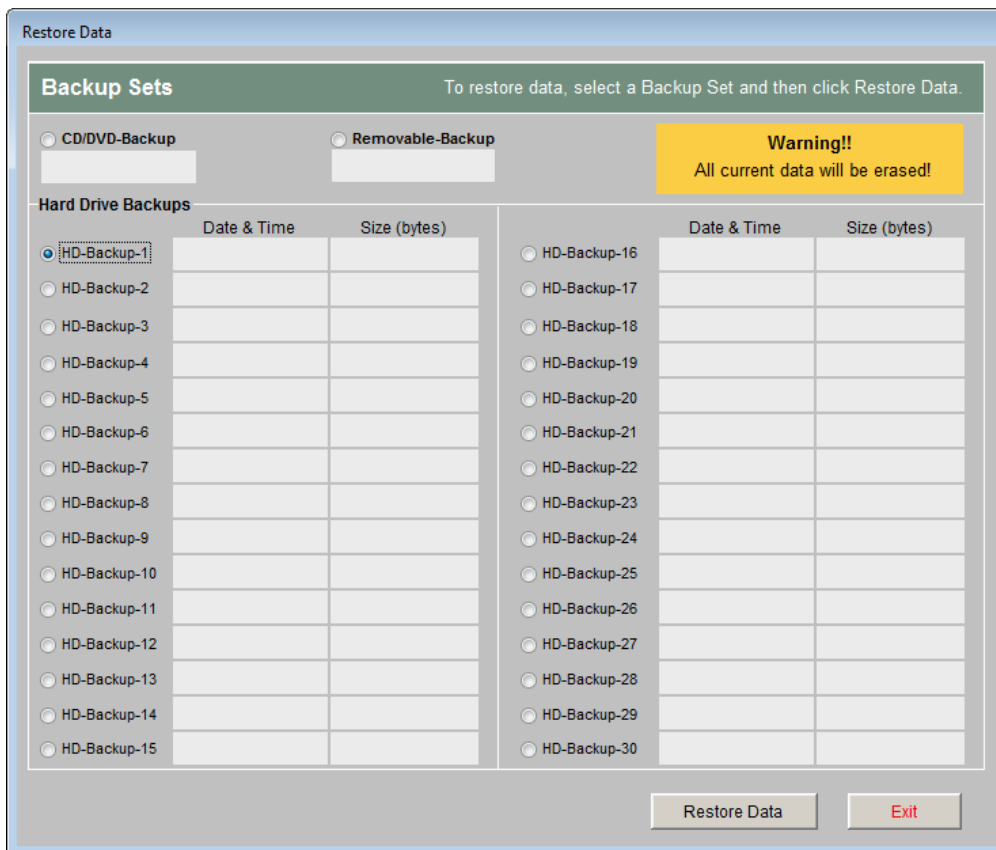 Restore Data
Backup Sets To restore data, select a Backup Set and then click Restore Data.
CD/DVD-Backup Removable-Backup Warning!!
All current data will be erased!
Hard Drive Backups
Date & Time Size (bytes) Date & Time Size (bytes)
HD-Backup-1 HD-Backup-16
HD-Backup-2 HD-Backup-17
HD-Backup-3 HD-Backup-18
HD-Backup-4 HD-Backup-19
HD-Backup-5 HD-Backup-20
HD-Backup-6 HD-Backup-21
HD-Backup-7 HD-Backup-22
HD-Backup-8 HD-Backup-23
HD-Backup-9 HD-Backup-24
HD-Backup-10 HD-Backup-25
HD-Backup-11 HD-Backup-26
HD-Backup-12 HD-Backup-27
HD-Backup-13 HD-Backup-28
HD-Backup-14 HD-Backup-29
HD-Backup-15 HD-Backup-30
Restore Data Exit